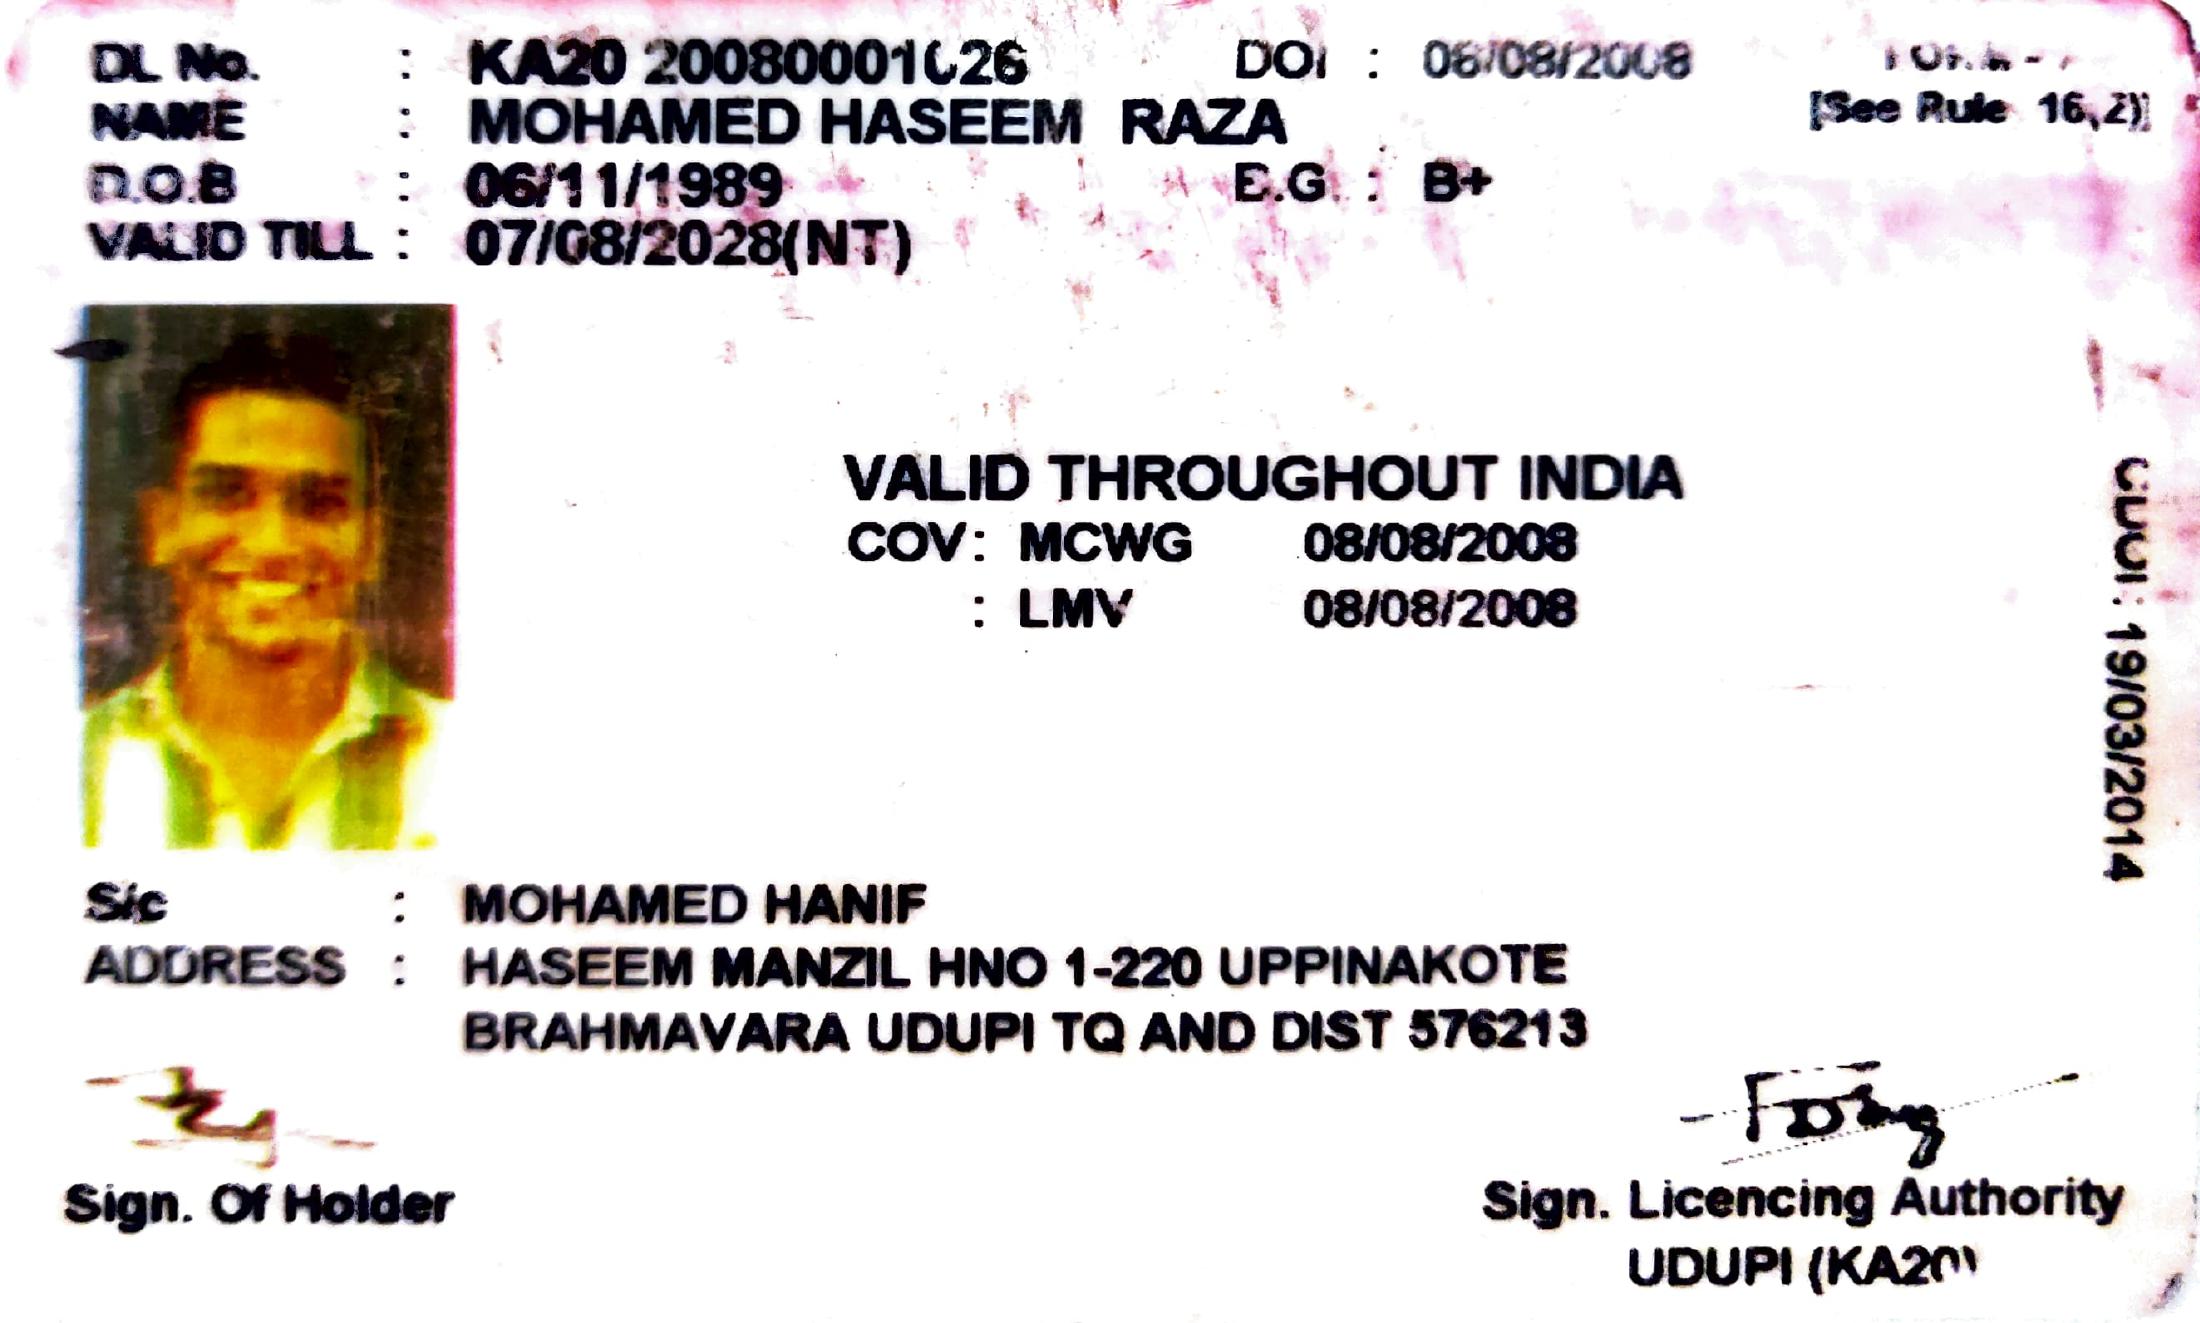 DL No. : KA20 20080001026 DOI : 08/08/2008
NAME : MOHAMED HASEEM RAZA [See Rule 16,2)]
D.O.B : 06/11/1989 B.G. : B+
VALID TILL : 07/08/2028(NT)
VALID THROUGHOUT INDIA
COV: MCWG 08/08/2008
: LMV 08/08/2008
CDOI: 19/03/2014
: MOHAMED HANIF
ADDRESS : HASEEM MANZIL HNO 1-220 UPPINAKOTE
BRAHMAVARA UDUPI TQ AND DIST 576213
Sign. Of Holder
Sign. Licencing Authority
UDUPI (KA20)